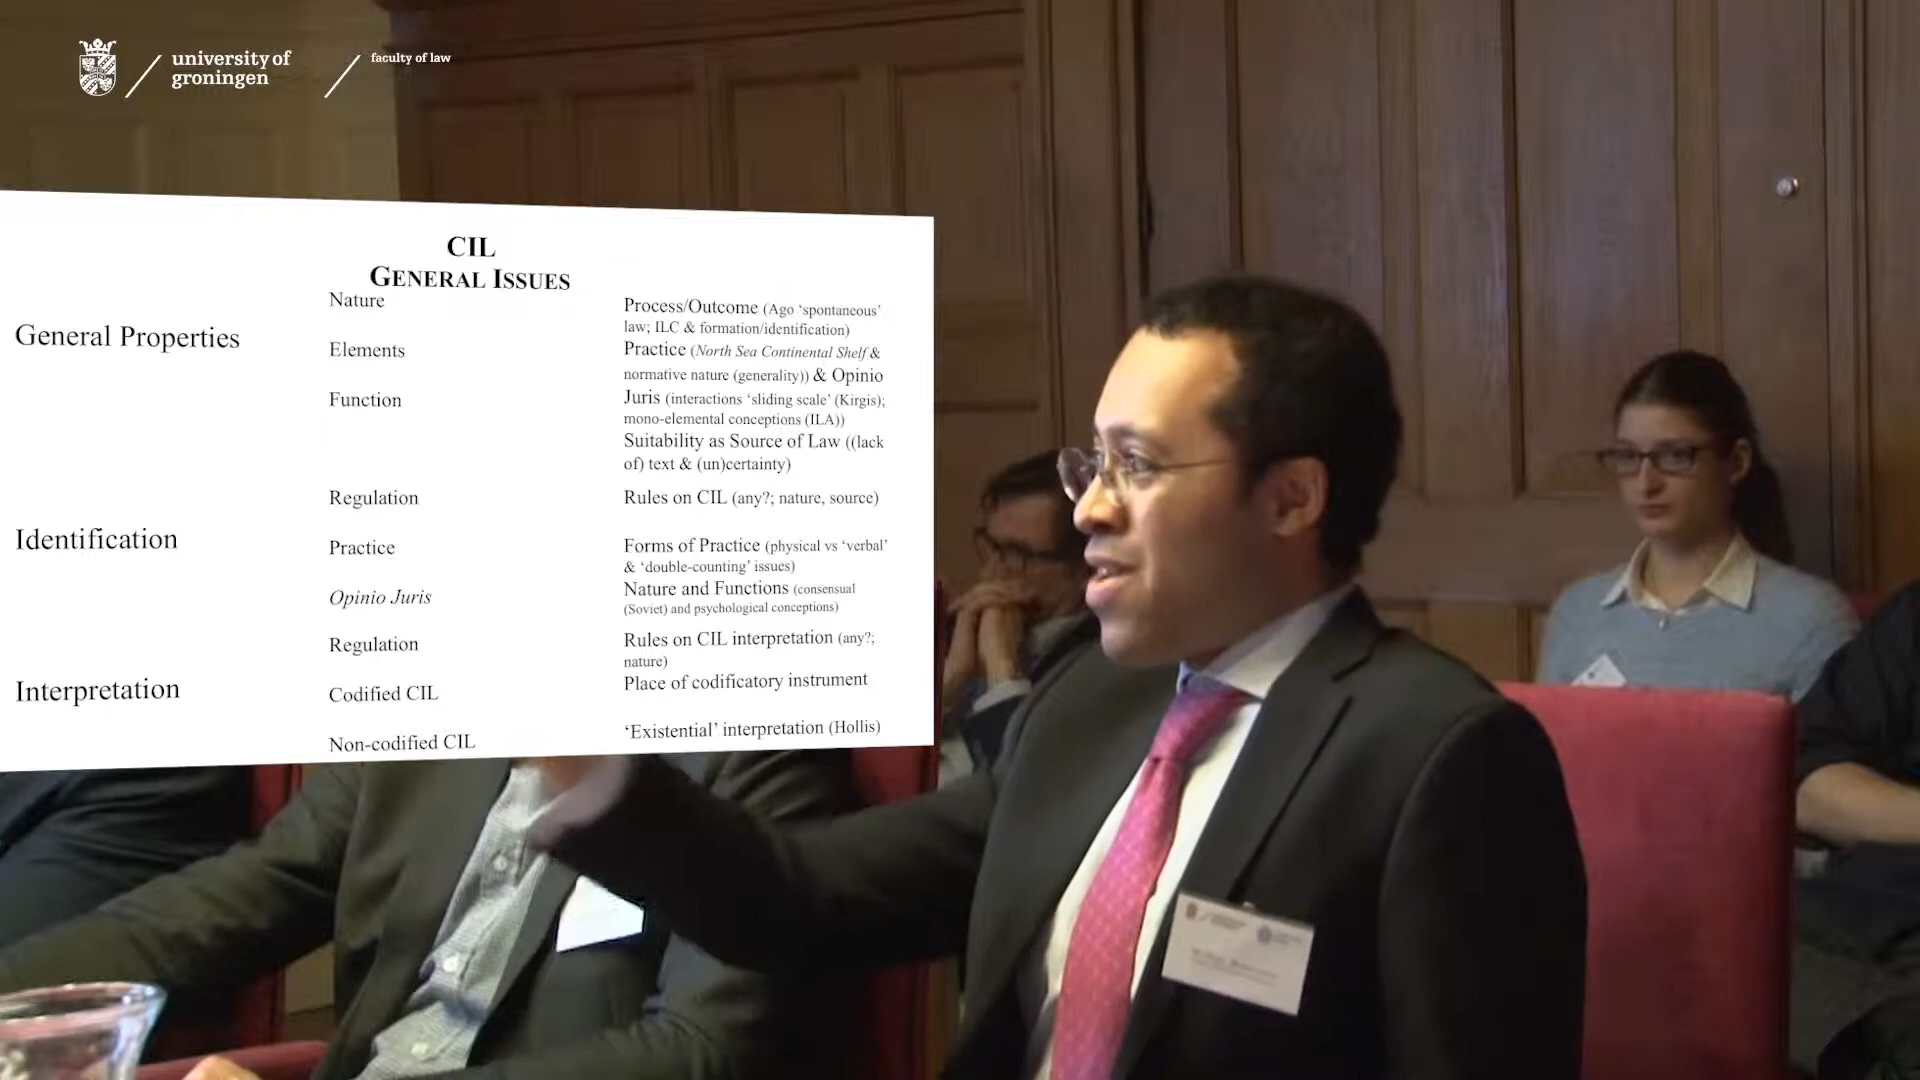 university of
groningen
faculty of law
CIL
GENERAL ISSUES
General Properties
Nature
Process/Outcome (Ago ‘spontaneous’
law; ILC & formation/identification)
Elements
Practice (North Sea Continental Shelf &
normative nature (generality)) & Opinio
Function
Juris (interactions ‘sliding scale’ (Kirgis);
mono-elemental conceptions (ILA))
Suitability as Source of Law ((lack
of) text & (un)certainty)
Identification
Regulation
Rules on CIL (any?; nature, source)
Practice
Forms of Practice (physical vs ‘verbal’
& ‘double-counting’ issues)
Opinio Juris
Nature and Functions (consensual
(Soviet) and psychological conceptions)
Interpretation
Regulation
Rules on CIL interpretation (any?;
nature)
Codified CIL
Place of codificatory instrument
Non-codified CIL
‘Existential’ interpretation (Hollis)